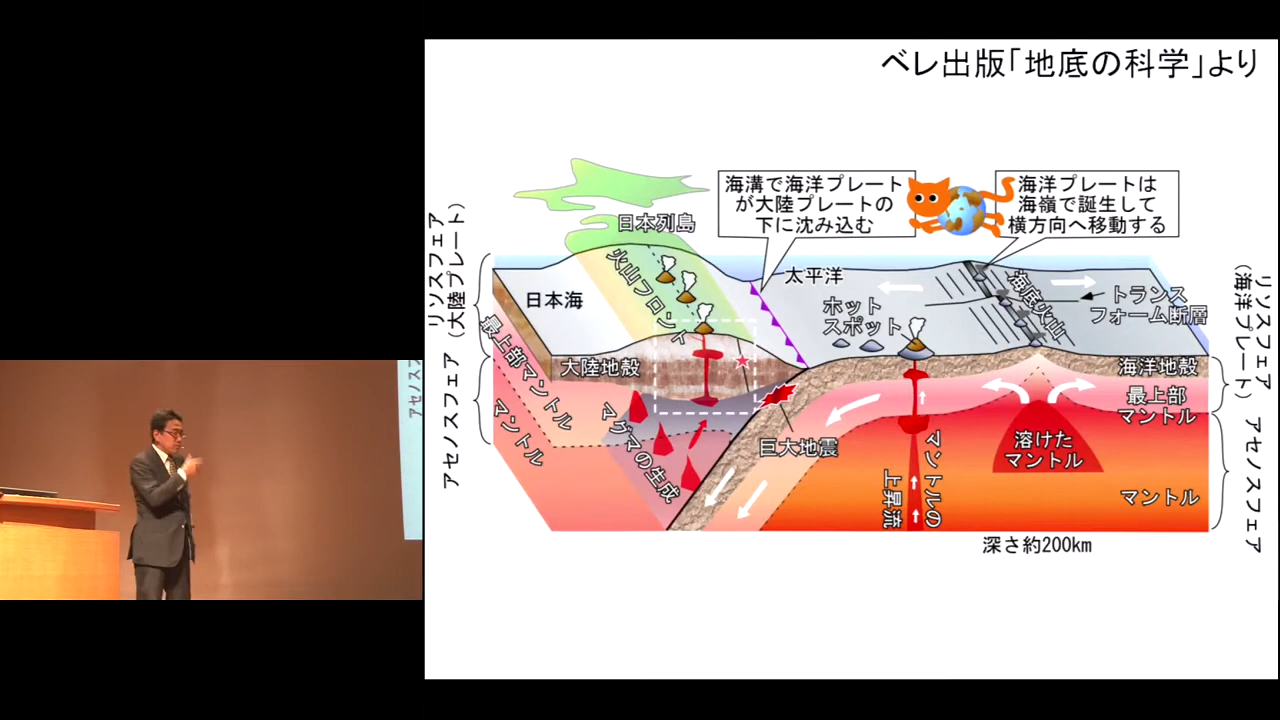 ベレ出版「地底の科学」より
海溝で海洋プレート
が大陸プレートの
下に沈み込む
海洋プレートは
海嶺で誕生して
横方向へ移動する
日本列島
リソスフェア
(大陸プレート)
火山フロント
太平洋
日本海
ホット
スポット
海底火山
トランス
フォーム断層
リソスフェア
(海洋プレート)
最上部マントル
大陸地殻
海洋地殻
最上部
マントル
アセノスフェア
マントル
マグマの生成
巨大地震
マントルの
上昇流
溶けた
マントル
マントル
アセノスフェア
深さ約200km
アセノスフ